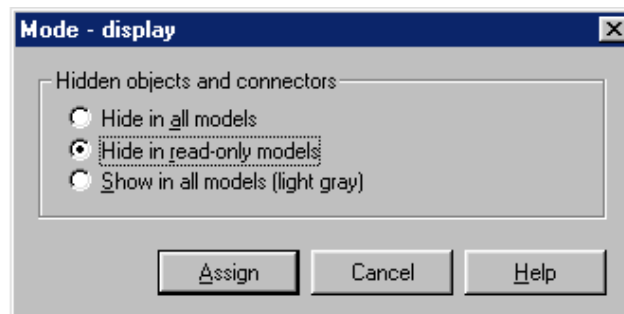 Mode - display
Hidden objects and connectors
Hide in all models
Hide in read-only models
Show in all models (light gray)
Assign
Cancel
Help